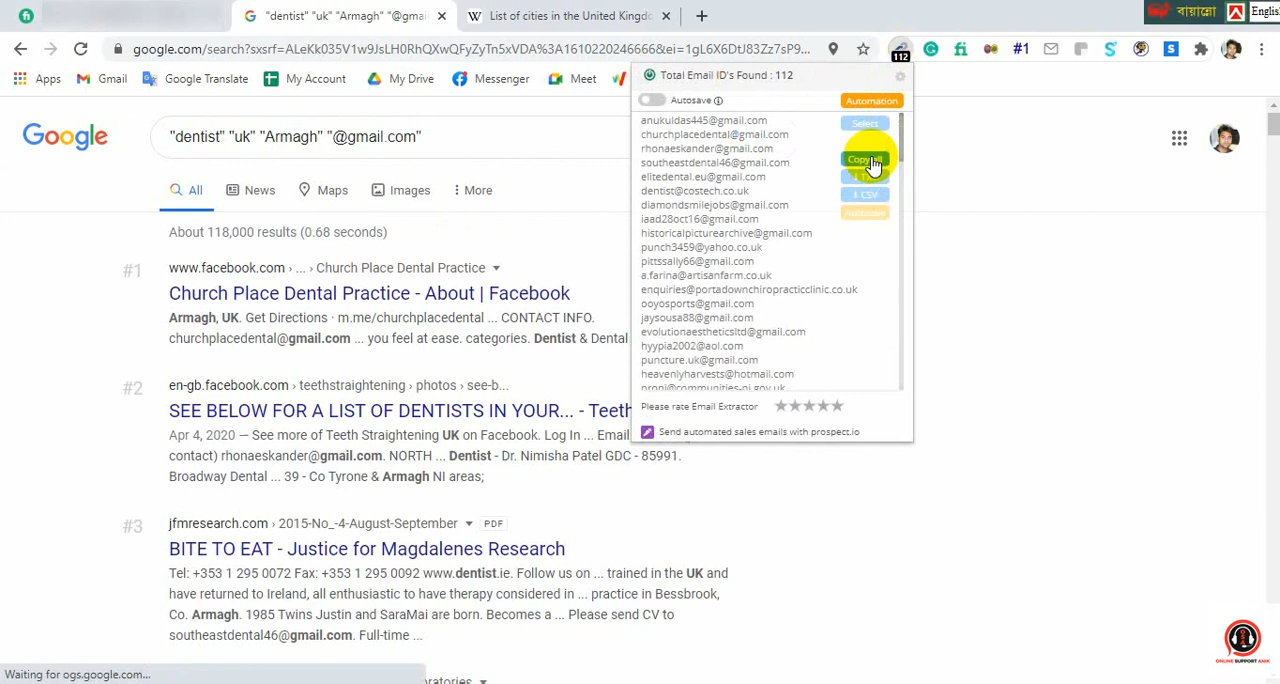 "dentist" "uk" "Armagh" "@gmai
List of cities in the United Kingdo
বায়ান্নো
English
google.com/search?sxsrf=ALeKk035V1w9JsLH0RhQXwQFyZyTn5xVDA%3A1610220246666&ei=1gL6X6DtJ83Zz7sP9...
112
#1
Apps
Gmail
Google Translate
My Account
My Drive
Messenger
Meet
Total Email ID's Found : 112
Autosave
Automation
Google
"dentist" "uk" "Armagh" "@gmail.com"
All
News
Maps
Images
More
About 118,000 results (0.68 seconds)
anukuldas445@gmail.com
churchplacedental@gmail.com
rhonaeskander@gmail.com
southeastdental46@gmail.com
elitedental.eu@gmail.com
dentist@costech.co.uk
diamondsmilejobs@gmail.com
iaad28oct16@gmail.com
historicalpicturearchive@gmail.com
punch3459@yahoo.co.uk
pittssally66@gmail.com
a.farina@artisanfarm.co.uk
enquiries@portadownchiropracticclinic.co.uk
ooyosports@gmail.com
jaysousa88@gmail.com
evolutionaestheticsltd@gmail.com
hyypia2002@aol.com
puncture.uk@gmail.com
heavenlyharvests@hotmail.com
Select
CSV
Please rate Email Extractor
Send automated sales emails with prospect.io
#1
www.facebook.com › ... › Church Place Dental Practice
Church Place Dental Practice - About | Facebook
Armagh, UK. Get Directions · m.me/churchplacedental ... CONTACT INFO.
churchplacedental@gmail.com ... you feel at ease. categories. Dentist & Dental
#2
en-gb.facebook.com › teethstraightening › photos › see-b...
SEE BELOW FOR A LIST OF DENTISTS IN YOUR... - Teeth
Apr 4, 2020 — See more of Teeth Straightening UK on Facebook. Log In ... Email
contact) rhonaeskander@gmail.com. NORTH ... Dentist - Dr. Nimisha Patel GDC - 85991.
Broadway Dental ... 39 - Co Tyrone & Armagh NI areas;
#3
jfmresearch.com › 2015-No_-4-August-September
PDF
BITE TO EAT - Justice for Magdalenes Research
Tel: +353 1 295 0072 Fax: +353 1 295 0092 www.dentist.ie. Follow us on ... trained in the UK and
have returned to Ireland, all enthusiastic to have therapy considered in ... practice in Bessbrook,
Co. Armagh. 1985 Twins Justin and SaraMai are born. Becomes a ... Please send CV to
southeastdental46@gmail.com. Full-time ...
Waiting for ogs.google.com...
ONLINE SUPPORT ANIK